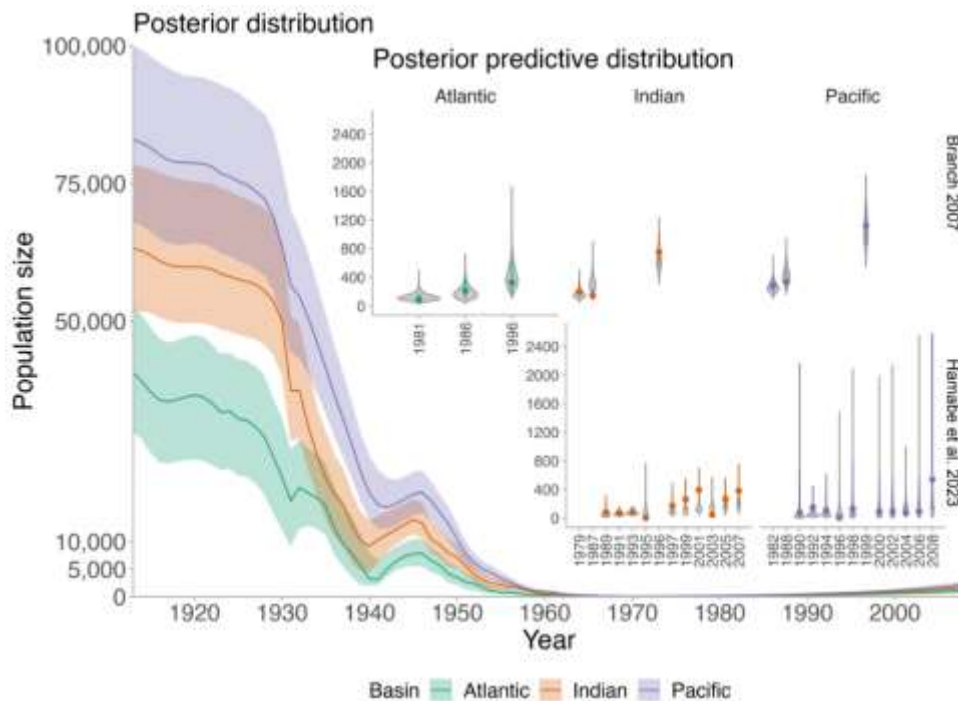 Posterior distribution
100,000
75,000
50,000
10,000
5,000
0
Population size
1920 1930 1940 1950 1960 1970 1980 1990 2000
Year
Posterior predictive distribution
Atlantic Indian Pacific
2400
2000
1600
1200
800
400
0
Branch 2007
1981 1986 1996
2400
2000
1600
1200
800
400
0
Hamabe et al. 2023
1979 1987 1989 1991 1993 1995 1996 1997 1999 2001 2003 2005 2007
1982 1988 1990 1992 1994 1996 1998 1999 2000 2002 2004 2006 2008
Basin Atlantic Indian Pacific